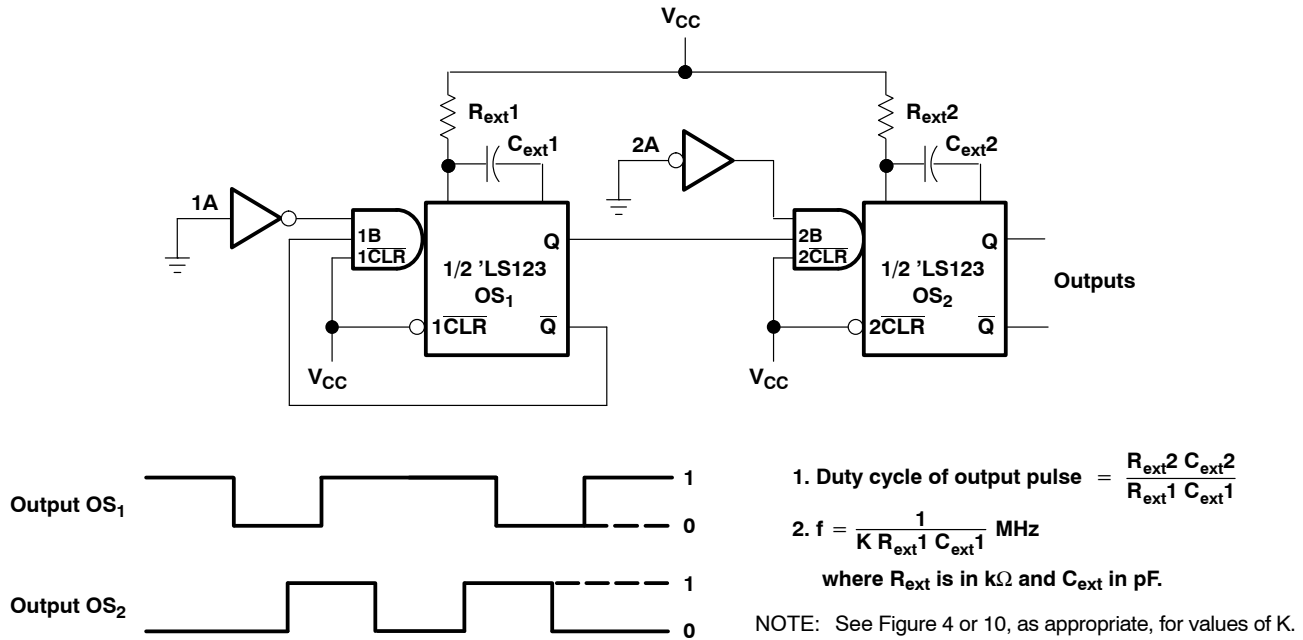 VCC
Rext1
Cext1
Rext2
Cext2
2A
1A
1B
1CLR
Q
1/2 'LS123
OS1
1CLR
Q
VCC
2B
2CLR
Q
1/2 'LS123
OS2
2CLR
Q
VCC
Outputs
Output OS1
1
0
Output OS2
1
0
1. Duty cycle of output pulse = Rext2 Cext2 / Rext1 Cext1
2. f = 1 / K Rext1 Cext1 MHz
where Rext is in kΩ and Cext in pF.
NOTE: See Figure 4 or 10, as appropriate, for values of K.